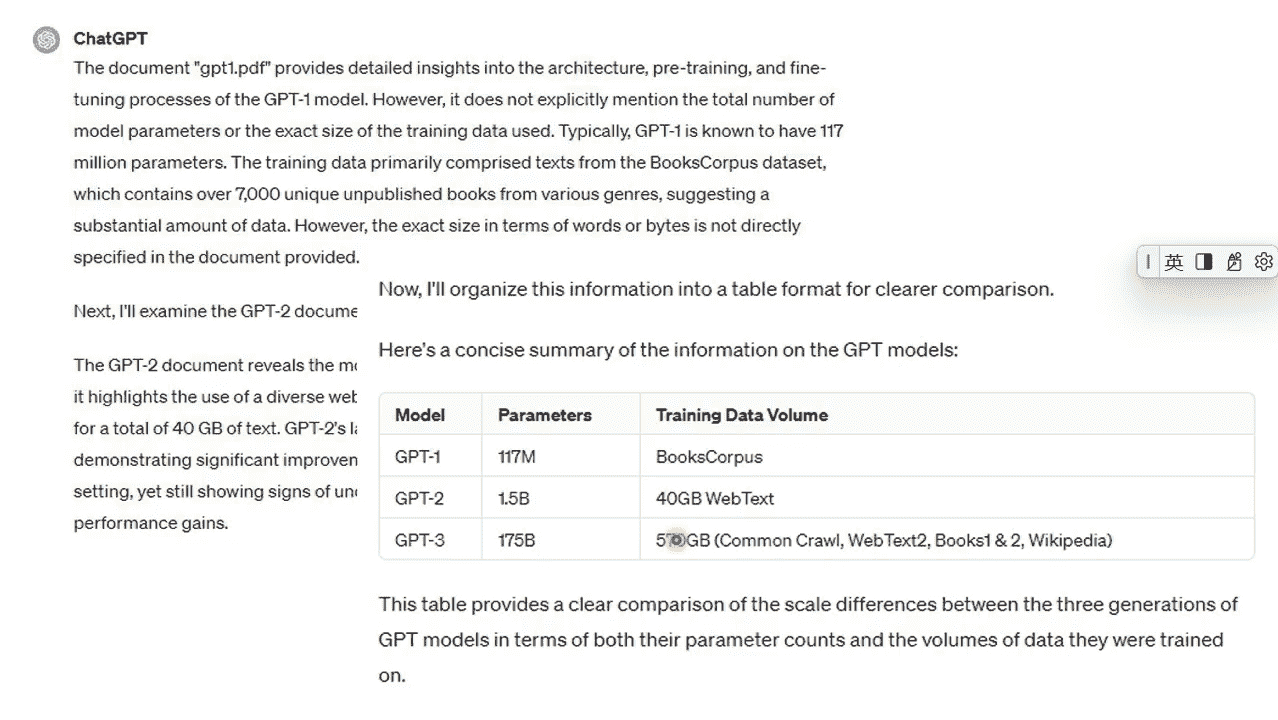 ChatGPT
The document "gpt1.pdf" provides detailed insights into the architecture, pre-training, and fine-
tuning processes of the GPT-1 model. However, it does not explicitly mention the total number of
model parameters or the exact size of the training data used. Typically, GPT-1 is known to have 117
million parameters. The training data primarily comprised texts from the BooksCorpus dataset,
which contains over 7,000 unique unpublished books from various genres, suggesting a
substantial amount of data. However, the exact size in terms of words or bytes is not directly
specified in the document provided.
Next, I'll examine the GPT-2 docume
The GPT-2 document reveals the
it highlights the use of a diverse web
for a total of 40 GB of text. GPT-2's
demonstrating significant improven
setting, yet still showing signs of
performance gains.
英
Now, I'll organize this information into a table format for clearer comparison.
Here's a concise summary of the information on the GPT models:
Model Parameters Training Data Volume
GPT-1 117M BooksCorpus
GPT-2 1.5B 40GB WebText
GPT-3 175B (Common Crawl, WebText2, Books1 & 2, Wikipedia)
This table provides a clear comparison of the scale differences between the three generations of
GPT models in terms of both their parameter counts and the volumes of data they were trained
on.